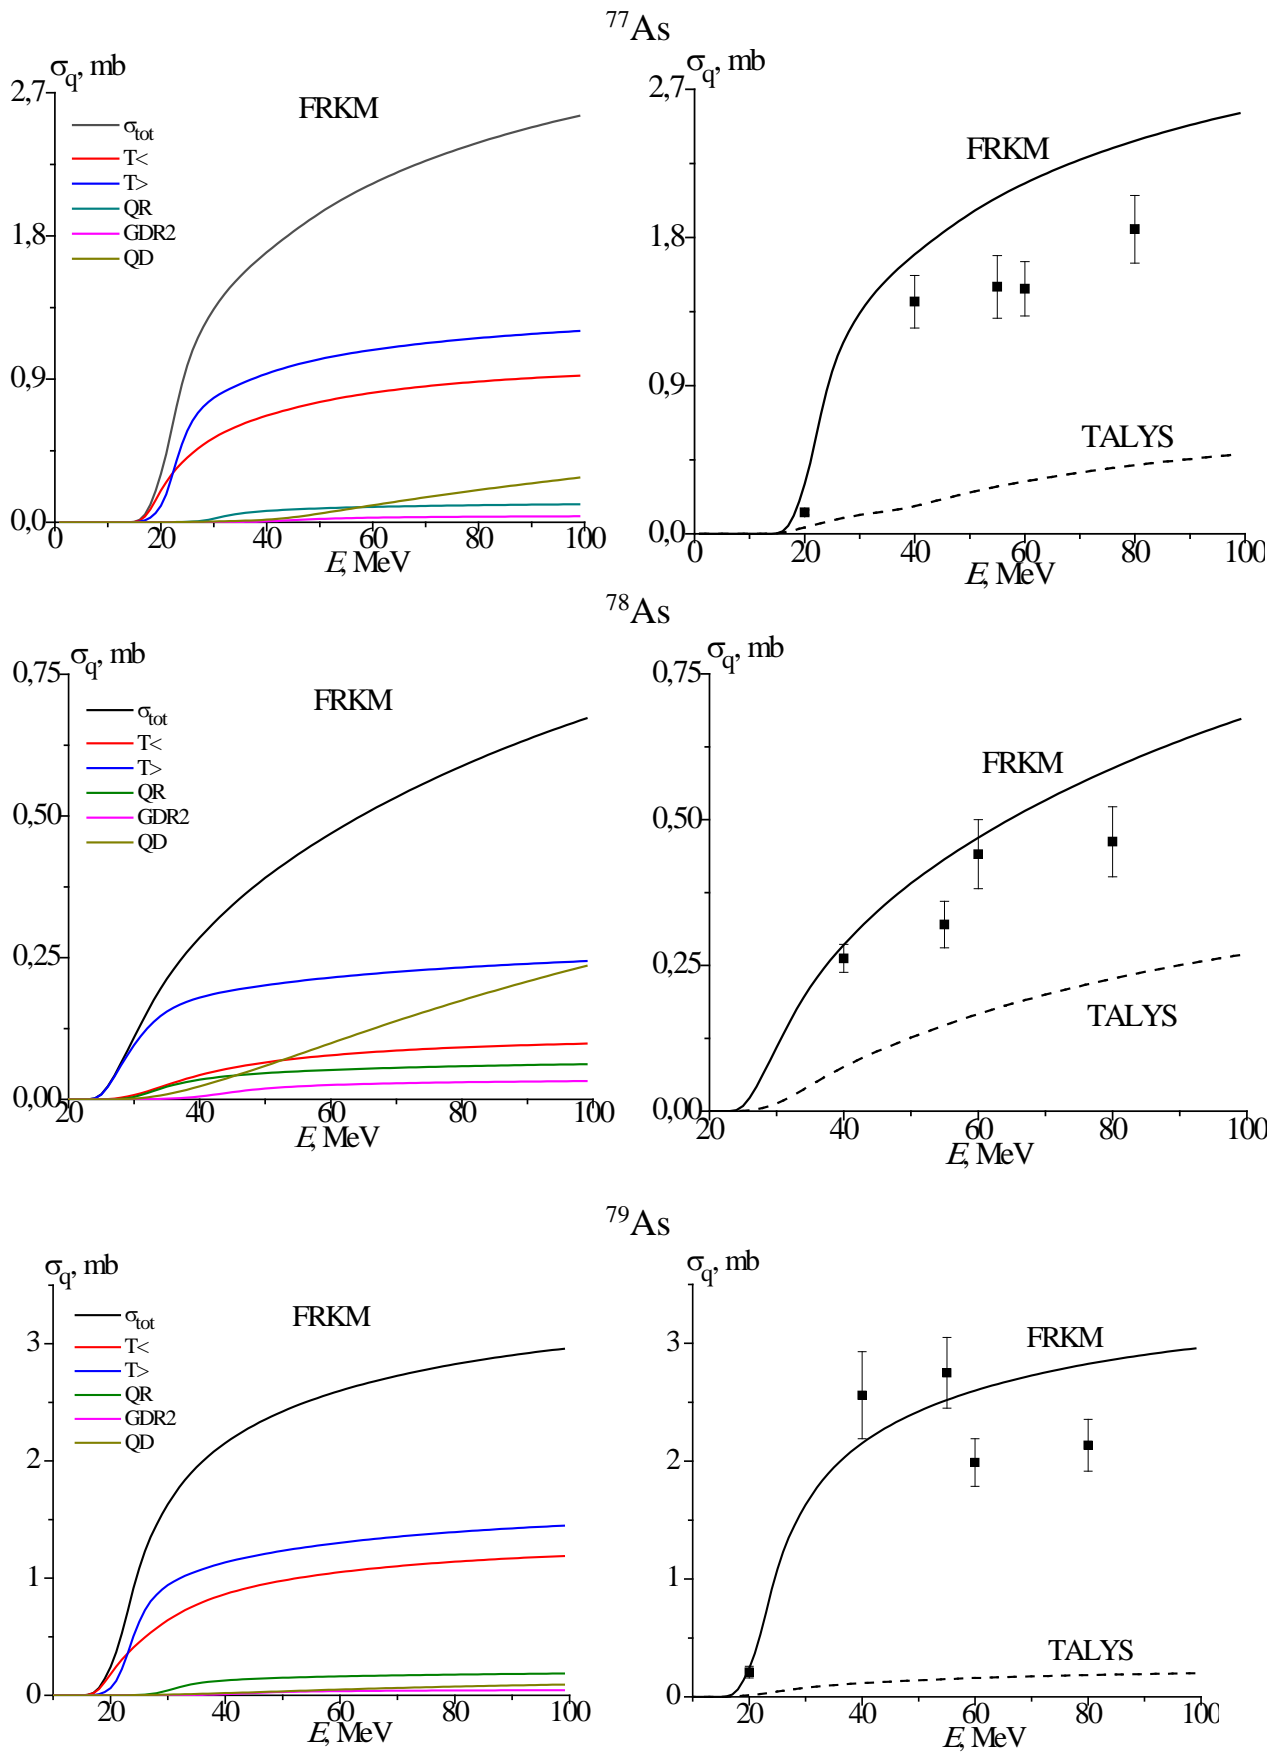 77As
σq, mb
2,7
1,8
0,9
0,0
FRKM
σtot
T<
T>
QR
GDR2
QD
0 20 40 60 80 100
E, MeV
σq, mb
2,7
1,8
0,9
0,0
FRKM
TALYS
0 20 40 60 80 100
E, MeV
78As
σq, mb
0,75
0,50
0,25
0,00
FRKM
σtot
T<
T>
QR
GDR2
QD
20 40 60 80 100
E, MeV
σq, mb
0,75
0,50
0,25
0,00
FRKM
TALYS
20 40 60 80 100
E, MeV
79As
σq, mb
3
2
1
0
FRKM
σtot
T<
T>
QR
GDR2
QD
20 40 60 80 100
E, MeV
σq, mb
3
2
1
0
FRKM
TALYS
20 40 60 80 100
E, MeV